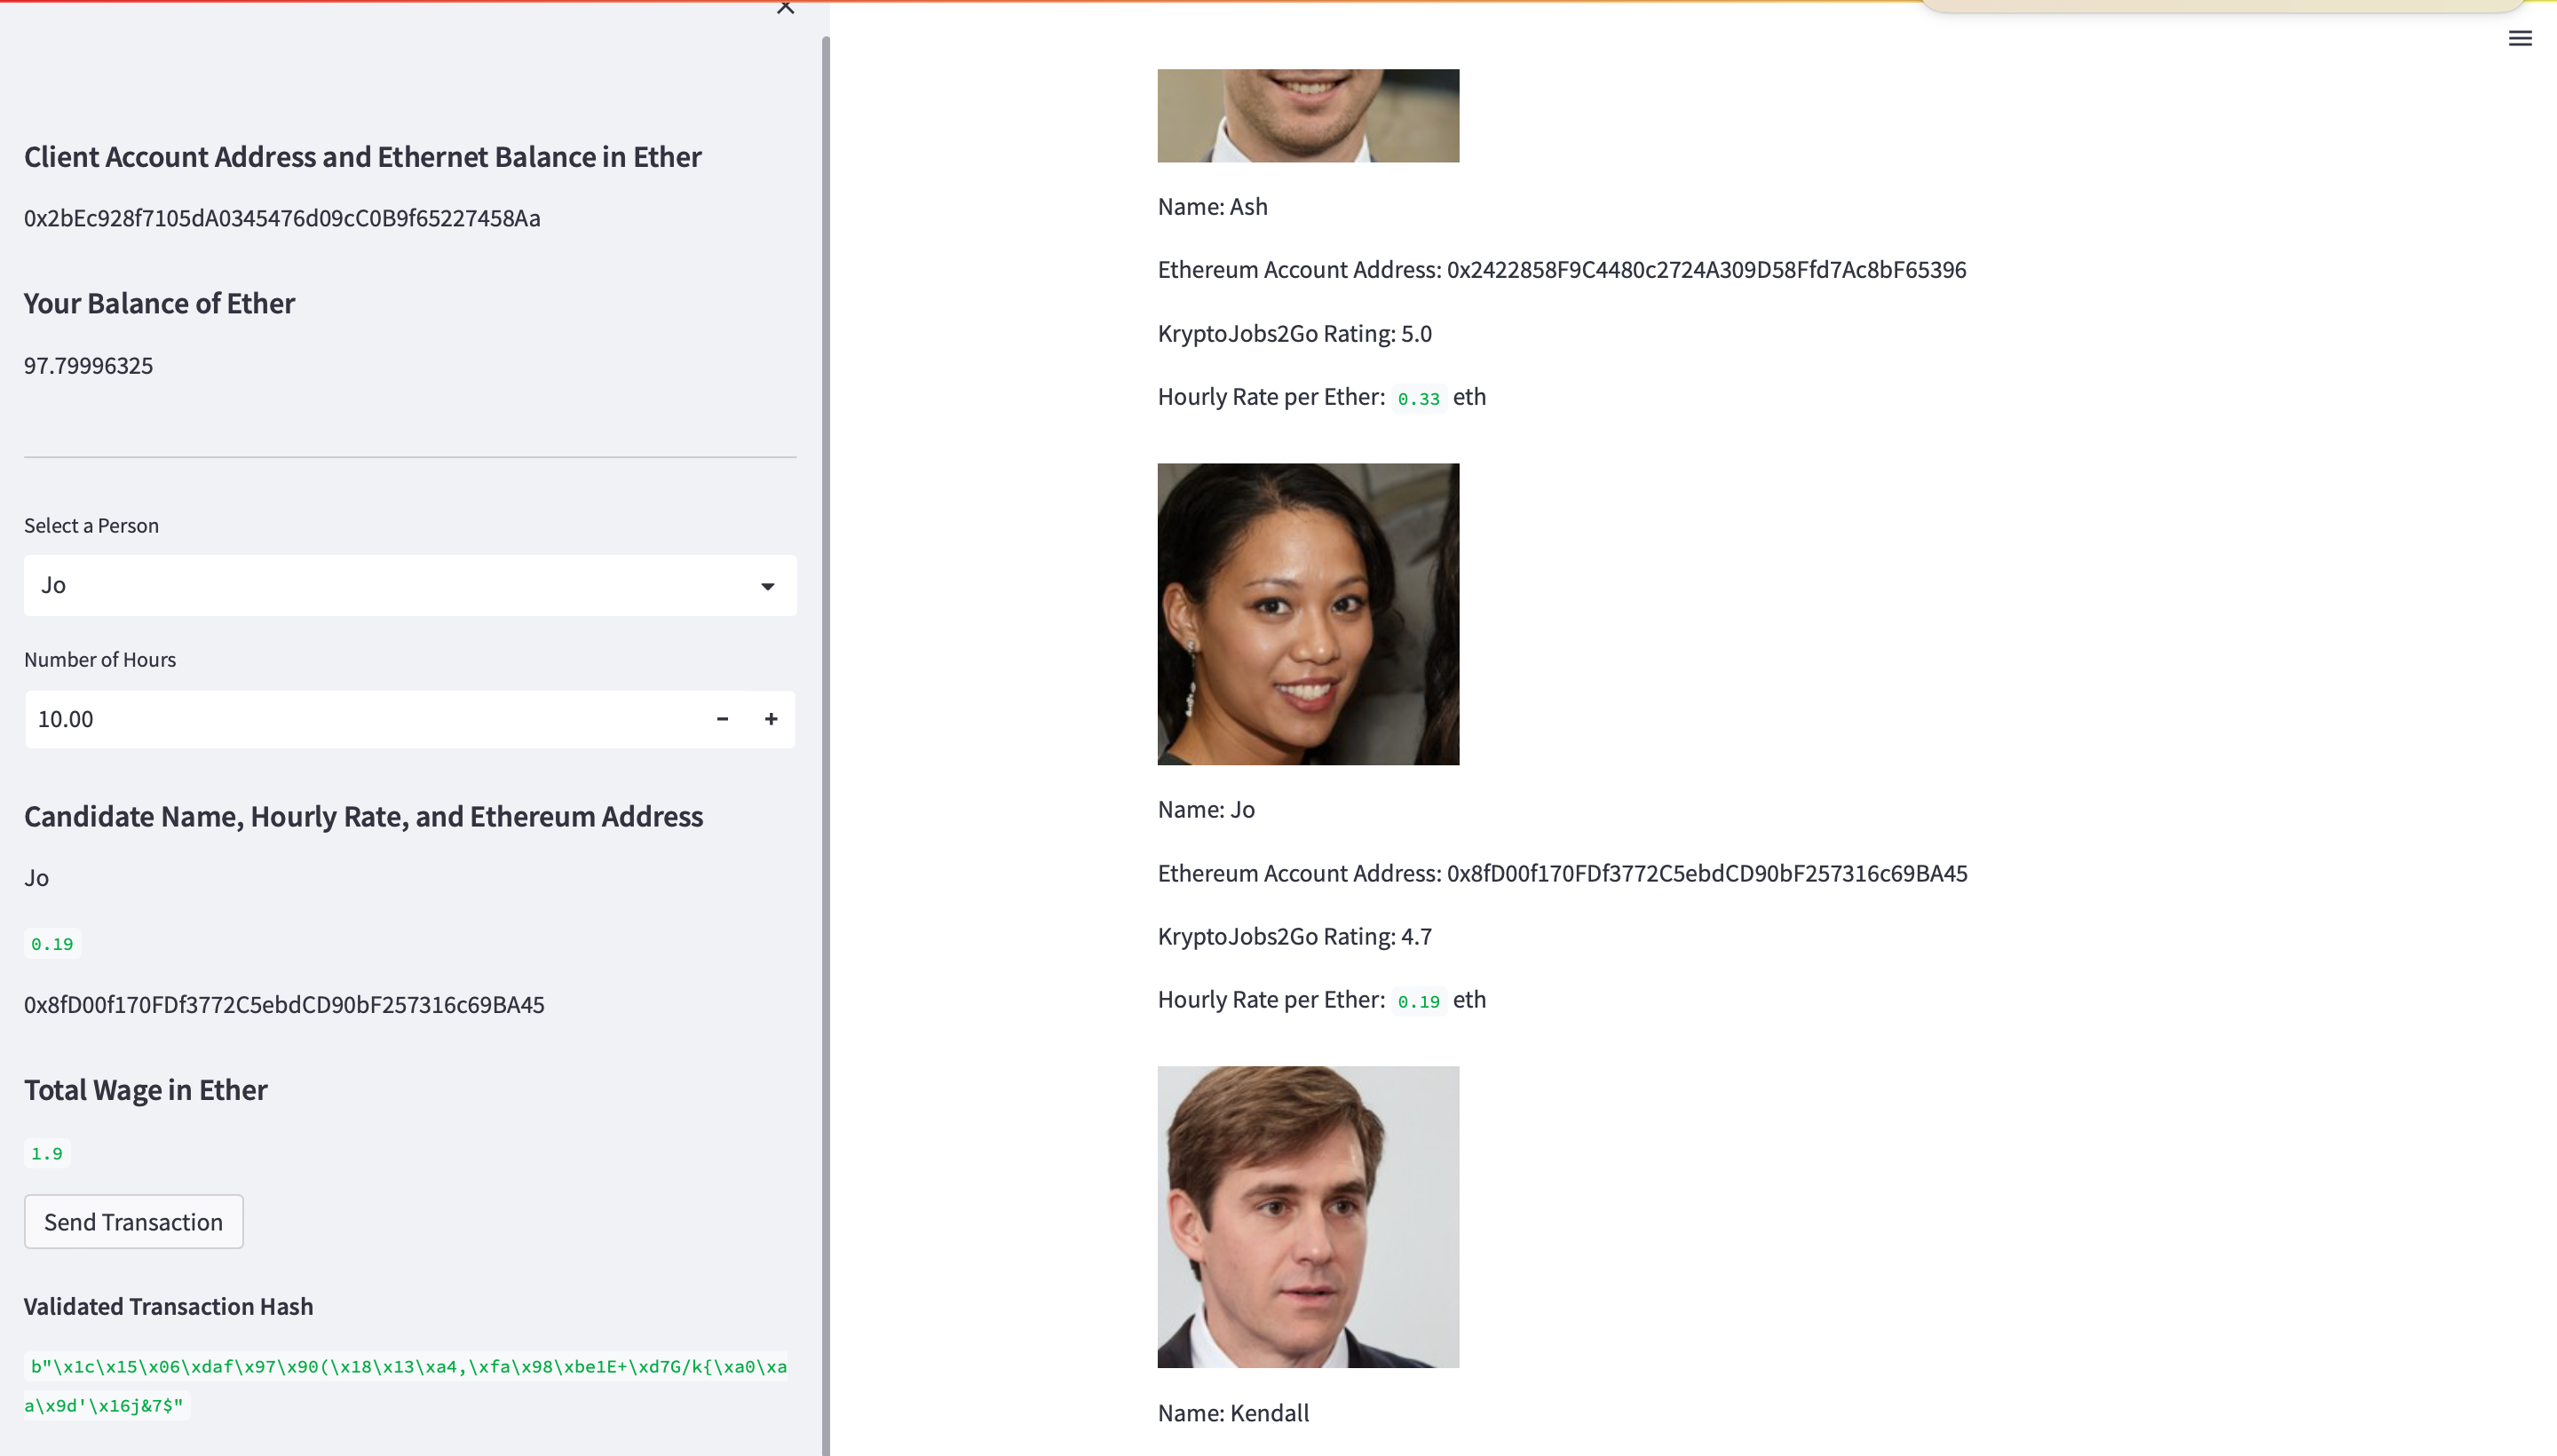 Client Account Address and Ethernet Balance in Ether
0x2bEc928f7105dA0345476d09cC0B9f65227458Aa
Your Balance of Ether
97.79996325
Select a Person
Jo
Number of Hours
10.00
Candidate Name, Hourly Rate, and Ethereum Address
Jo
0.19
0x8fD00f170FDf3772C5ebdCD90bF257316c69BA45
Total Wage in Ether
1.9
Send Transaction
Validated Transaction Hash
b"\x1c\x15\x06\xdaf\x97\x90(\x18\x13\xa4,\xfa\x98\xbe1E+\xd7G/k{\xa0\xa
a\x9d'\x16j&7$"
Name: Ash
Ethereum Account Address: 0x2422858F9C4480c2724A309D58Ffd7Ac8bF65396
KryptoJobs2Go Rating: 5.0
Hourly Rate per Ether: 0.33 eth
Name: Jo
Ethereum Account Address: 0x8fD00f170FDf3772C5ebdCD90bF257316c69BA45
KryptoJobs2Go Rating: 4.7
Hourly Rate per Ether: 0.19 eth
Name: Kendall